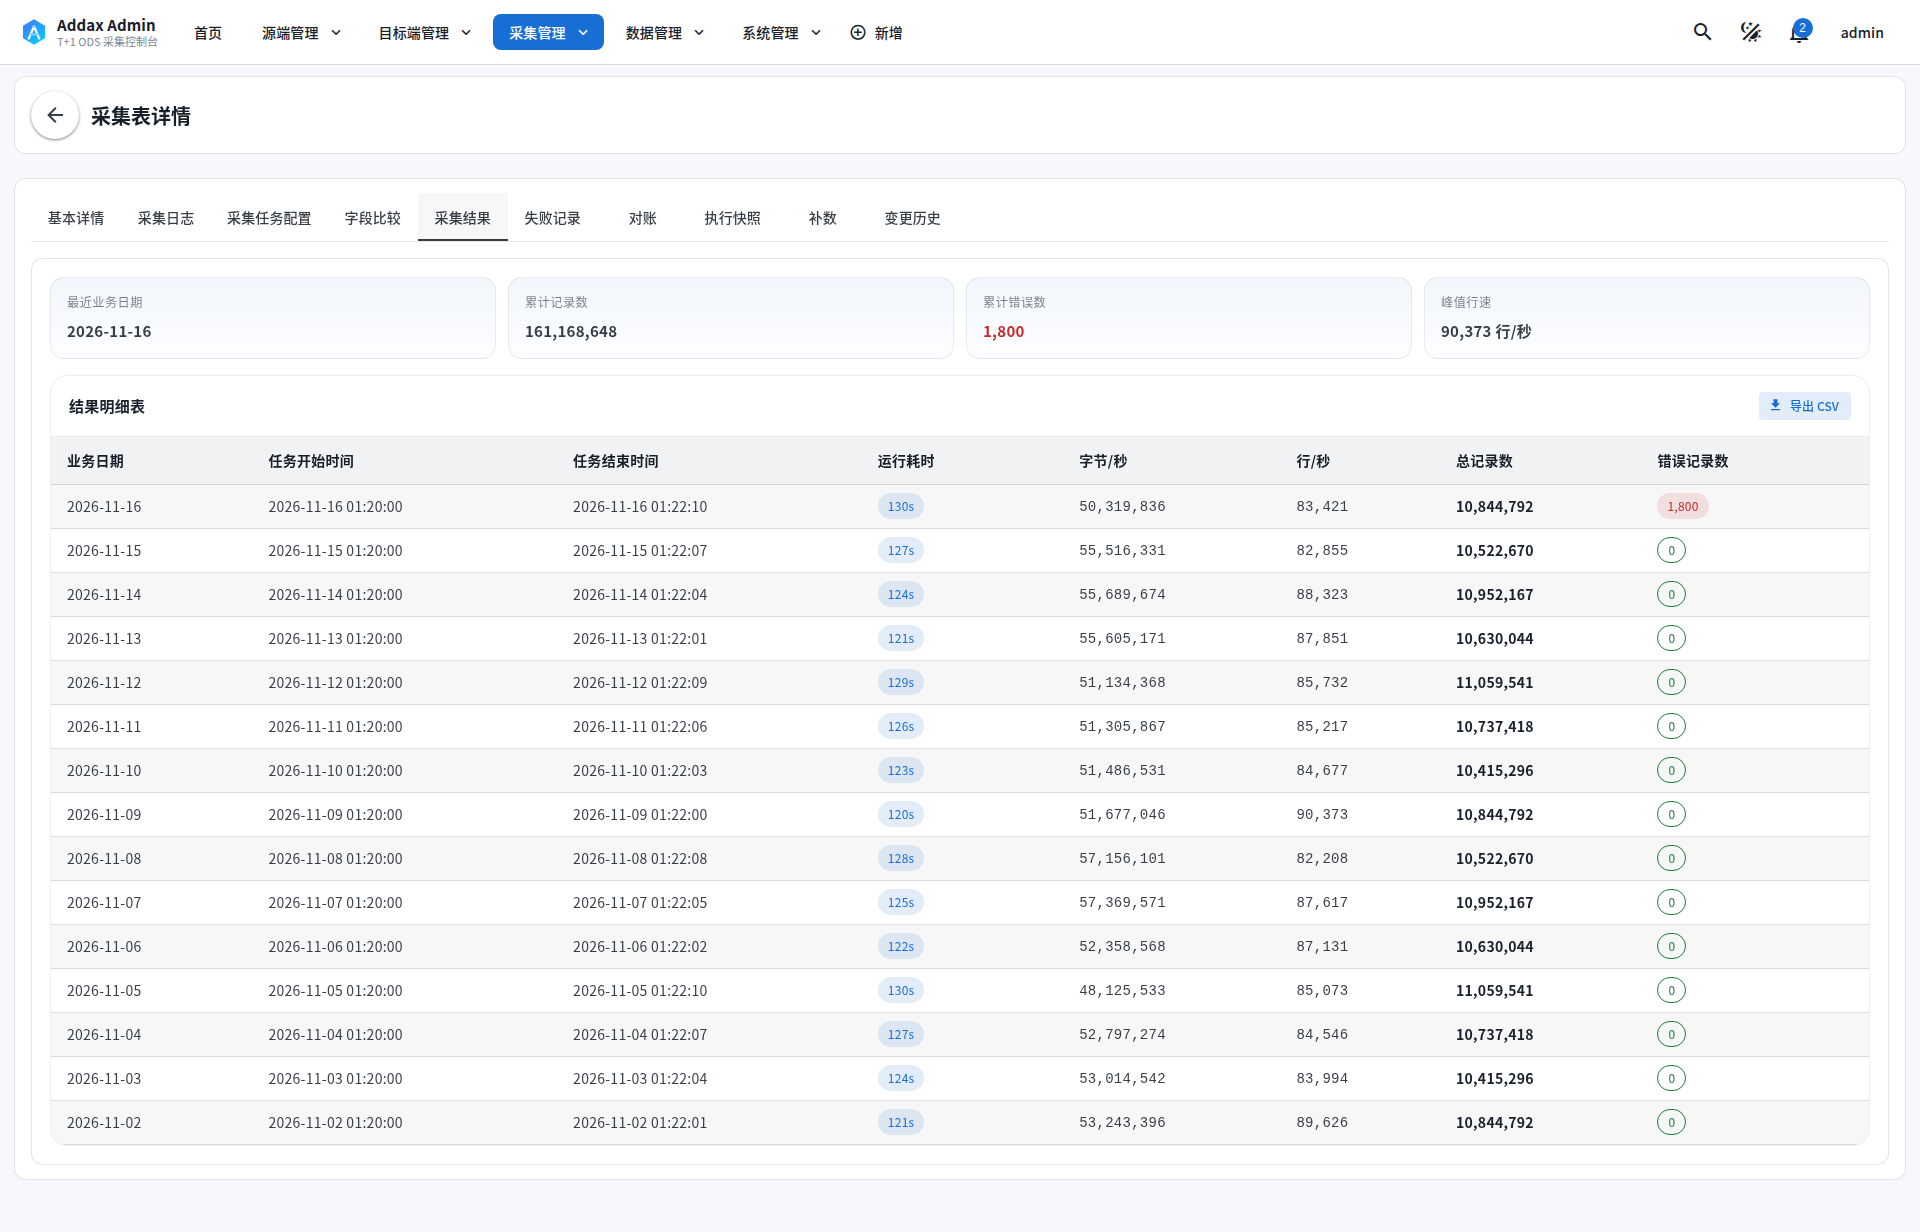 Addax Admin
T+1 ODS 采集控制台
首页 源端管理 目标端管理 采集管理 数据管理 系统管理 新增 2 admin
采集表详情
基本详情 采集日志 采集任务配置 字段比较 采集结果 失败记录 对账 执行快照 补数 变更历史
最近业务日期 累计记录数 累计错误数 峰值行速
2026-11-16 161,168,648 1,800 90,373 行/秒
结果明细表 导出 CSV
业务日期 任务开始时间 任务结束时间 运行耗时 字节/秒 行/秒 总记录数 错误记录数
2026-11-16 2026-11-16 01:20:00 2026-11-16 01:22:10 130s 50,319,836 83,421 10,844,792 1,800
2026-11-15 2026-11-15 01:20:00 2026-11-15 01:22:07 127s 55,516,331 82,855 10,522,670 0
2026-11-14 2026-11-14 01:20:00 2026-11-14 01:22:04 124s 55,689,674 88,323 10,952,167 0
2026-11-13 2026-11-13 01:20:00 2026-11-13 01:22:01 121s 55,605,171 87,851 10,630,044 0
2026-11-12 2026-11-12 01:20:00 2026-11-12 01:22:09 129s 51,134,368 85,732 11,059,541 0
2026-11-11 2026-11-11 01:20:00 2026-11-11 01:22:06 126s 51,305,867 85,217 10,737,418 0
2026-11-10 2026-11-10 01:20:00 2026-11-10 01:22:03 123s 51,486,531 84,677 10,415,296 0
2026-11-09 2026-11-09 01:20:00 2026-11-09 01:22:00 120s 51,677,046 90,373 10,844,792 0
2026-11-08 2026-11-08 01:20:00 2026-11-08 01:22:08 128s 57,156,101 82,208 10,522,670 0
2026-11-07 2026-11-07 01:20:00 2026-11-07 01:22:05 125s 57,369,571 87,617 10,952,167 0
2026-11-06 2026-11-06 01:20:00 2026-11-06 01:22:02 122s 52,358,568 87,131 10,630,044 0
2026-11-05 2026-11-05 01:20:00 2026-11-05 01:22:10 130s 48,125,533 85,073 11,059,541 0
2026-11-04 2026-11-04 01:20:00 2026-11-04 01:22:07 127s 52,797,274 84,546 10,737,418 0
2026-11-03 2026-11-03 01:20:00 2026-11-03 01:22:04 124s 53,014,542 83,994 10,415,296 0
2026-11-02 2026-11-02 01:20:00 2026-11-02 01:22:01 121s 53,243,396 89,626 10,844,792 0